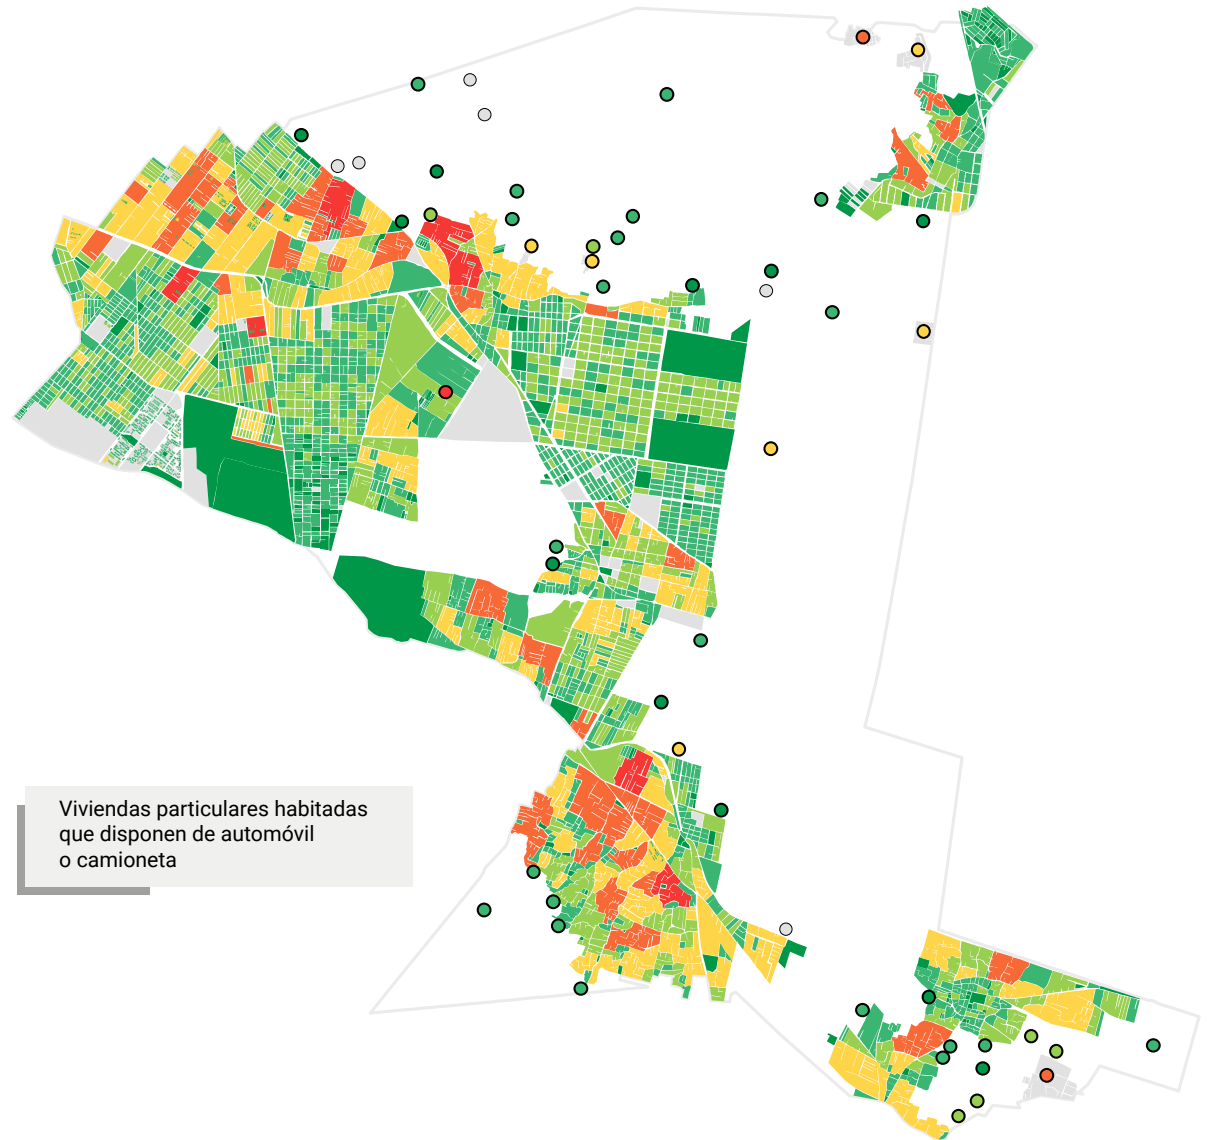 Viviendas particulares habitadas
que disponen de automóvil
o camioneta